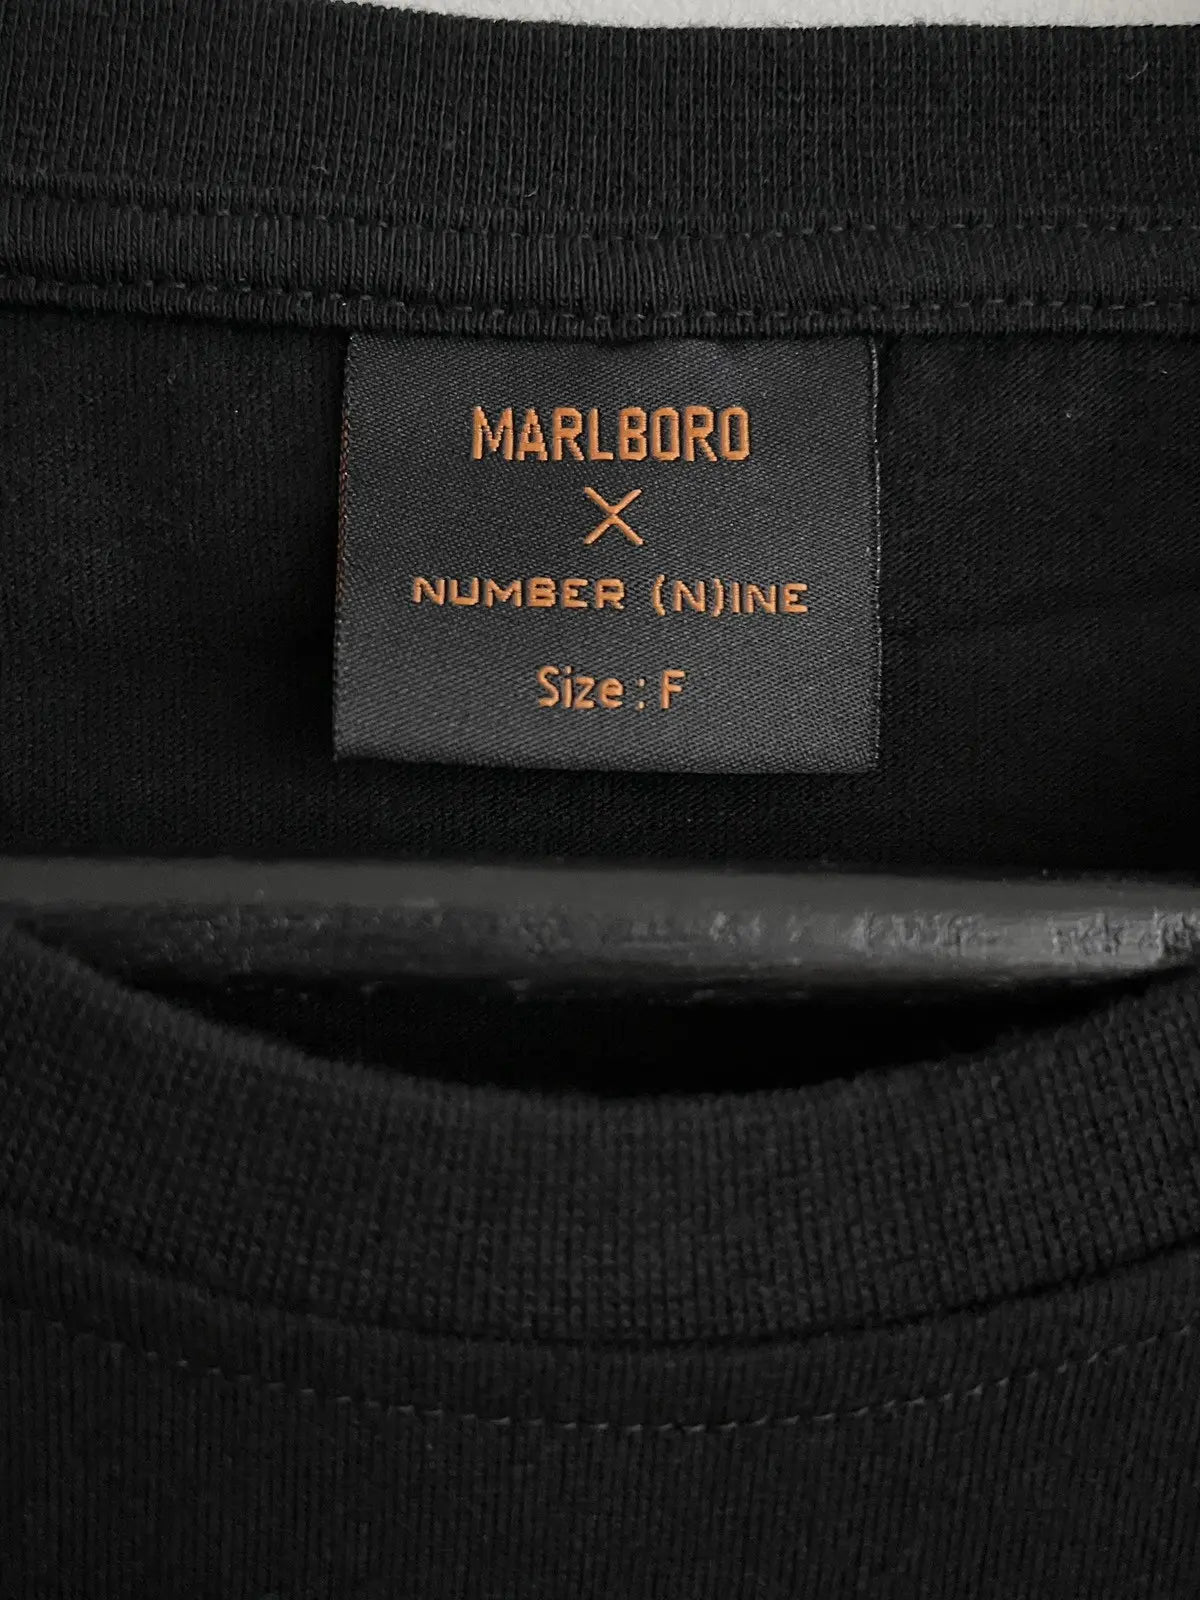 MARLBORO
X
NUMBER (N)INE
Size : F